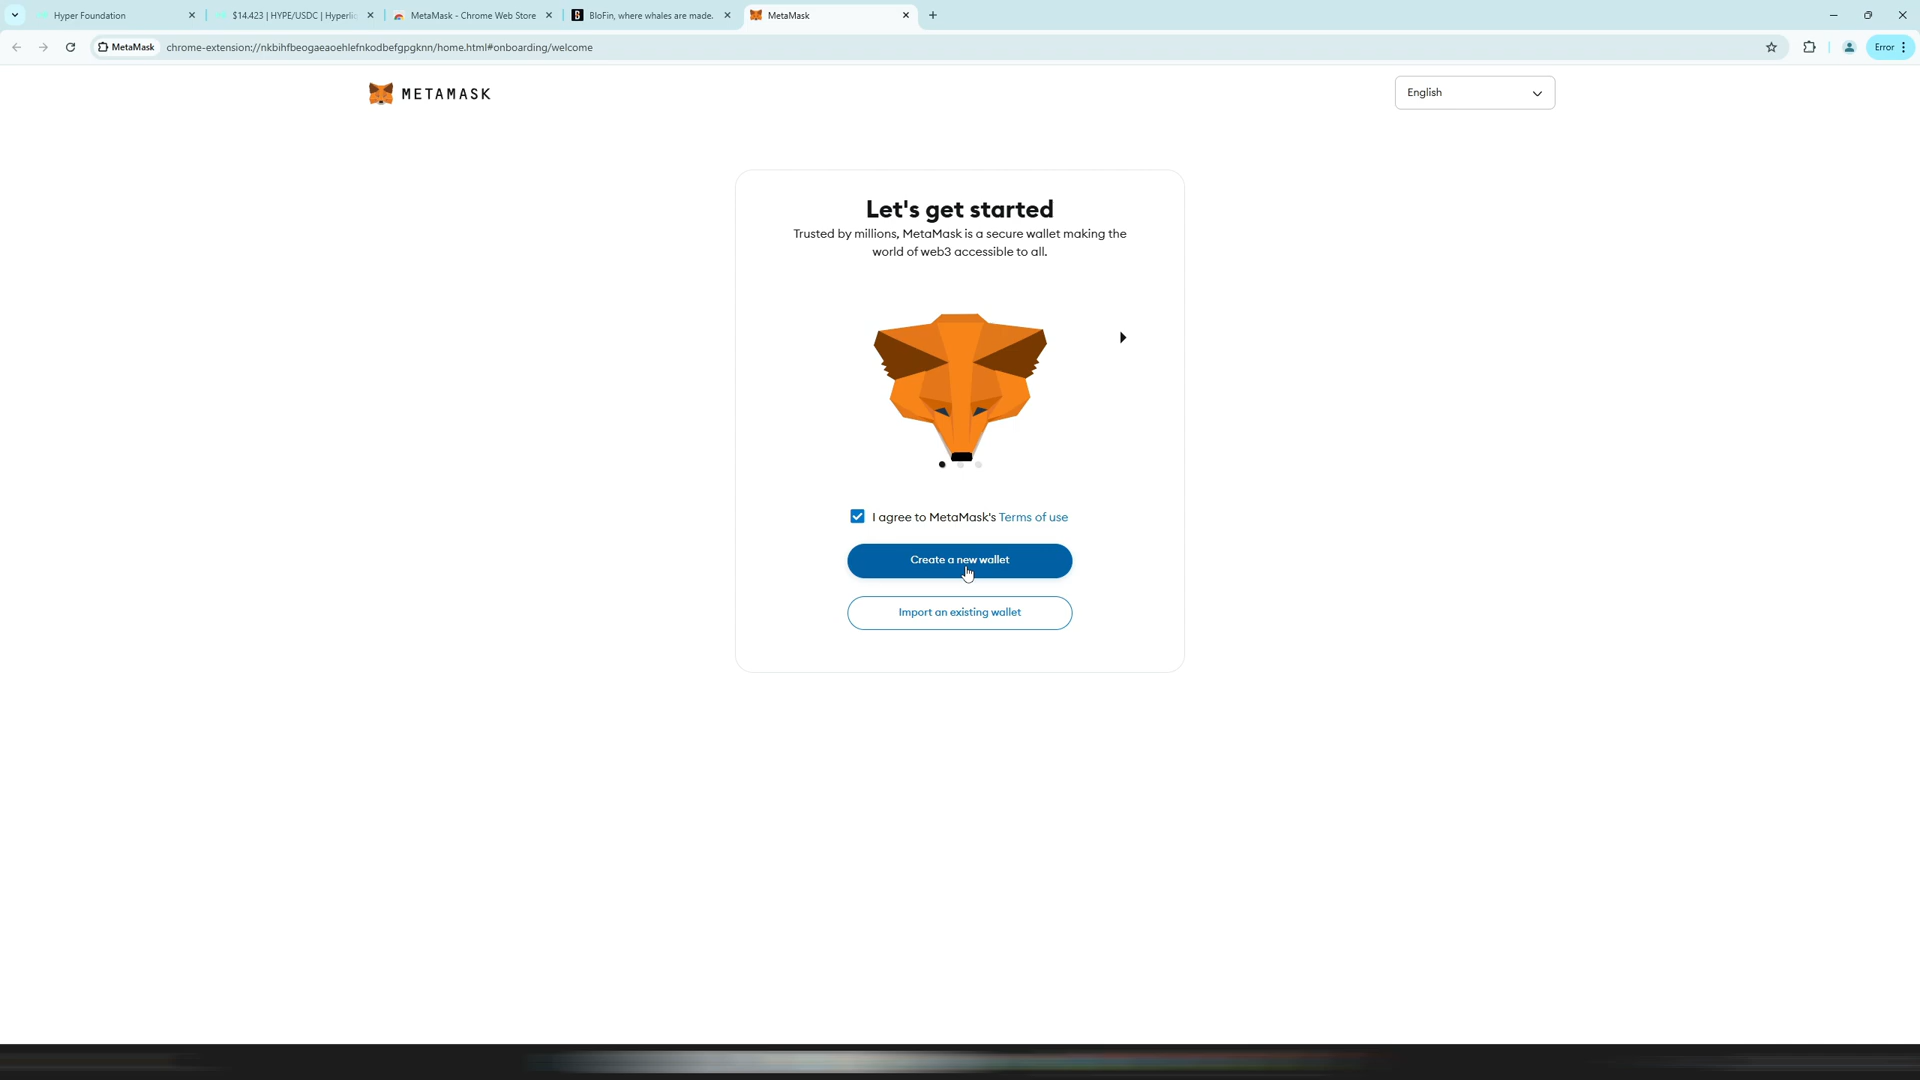 Hyper Foundation
$14.423 | HYPE/USDC | Hyperli
MetaMask - Chrome Web Store
BloFin, where whales are made.
MetaMask
MetaMask
chrome-extension://nkbihfbeogaeaoehlefnkodbefgpgknn/home.html#onboarding/welcome
Error
METAMASK
English
Let's get started
Trusted by millions, MetaMask is a secure wallet making the
world of web3 accessible to all.
I agree to MetaMask's Terms of use
Create a new wallet
Import an existing wallet